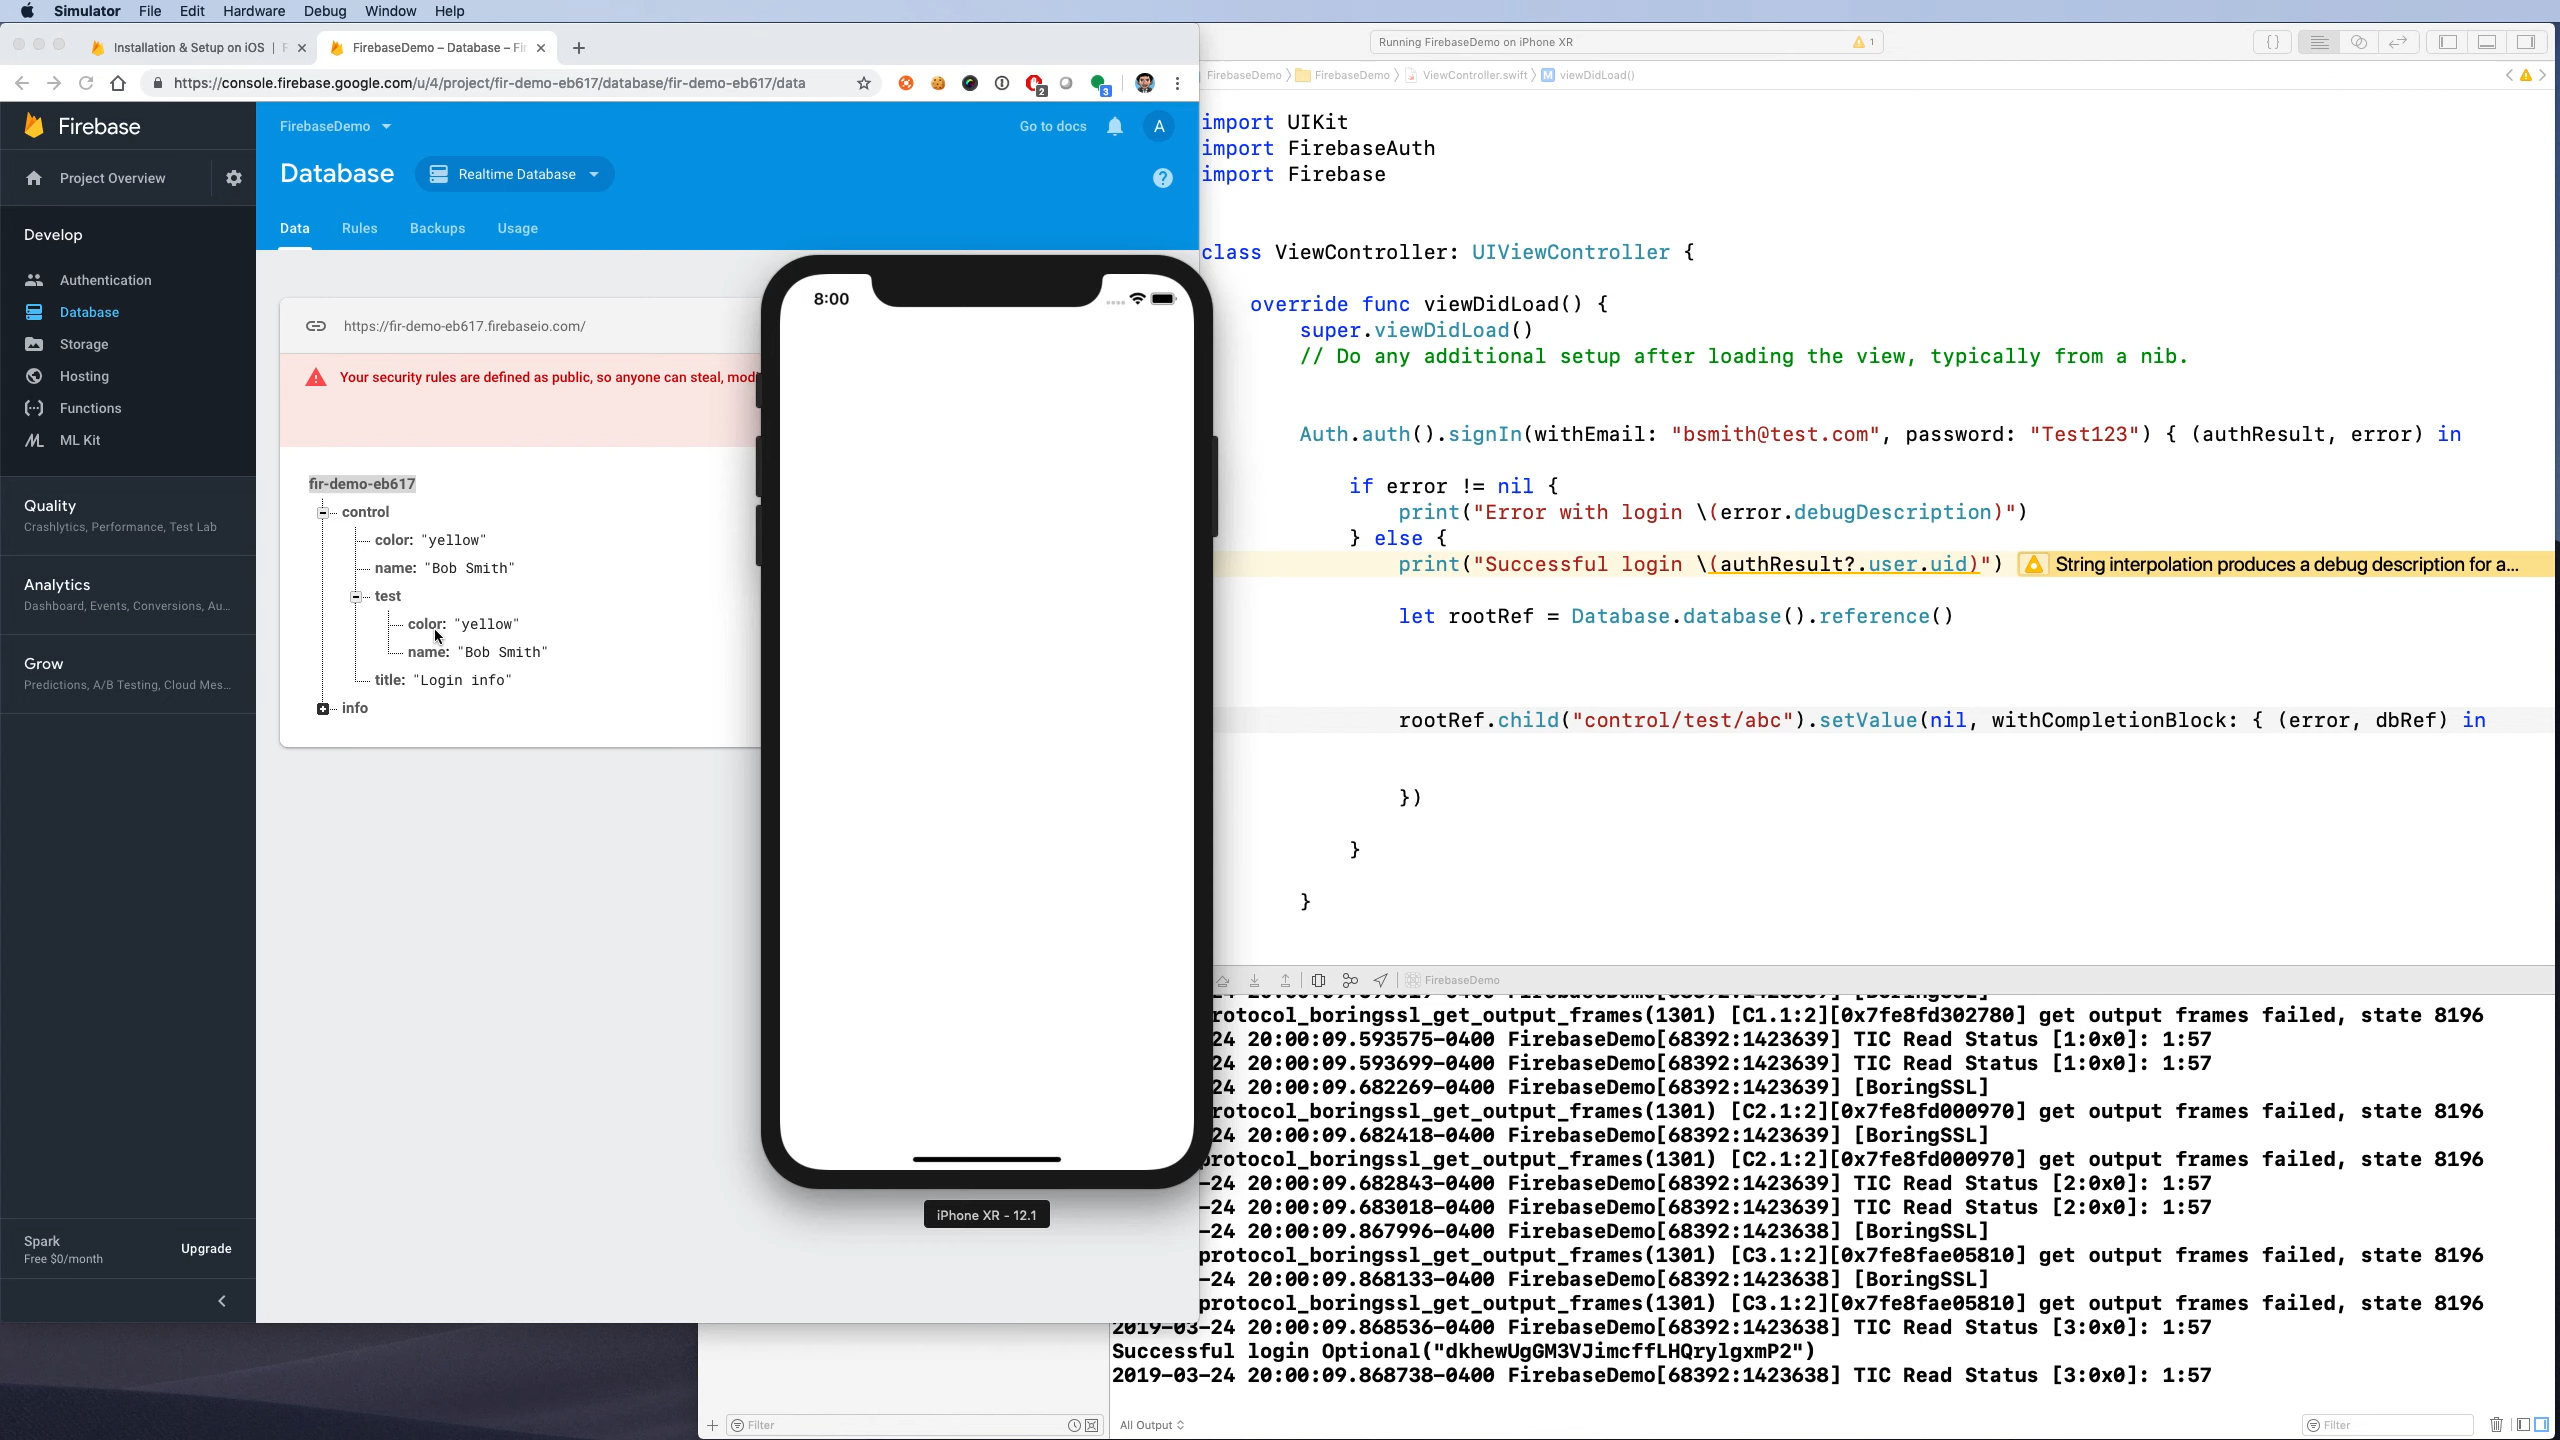 Simulator File Edit Hardware Debug Window Help
Installation & Setup on iOS | F
FirebaseDemo – Database – Fir
https://console.firebase.google.com/u/4/project/fir-demo-eb617/database/fir-demo-eb617/data
2
3
Firebase
Project Overview
Develop
Authentication
Database
Storage
Hosting
Functions
ML Kit
Quality
Crashlytics, Performance, Test Lab
Analytics
Dashboard, Events, Conversions, Au...
Grow
Predictions, A/B Testing, Cloud Mes...
Spark
Free $0/month
Upgrade
FirebaseDemo
Go to docs
A
Database
Realtime Database
Data Rules Backups Usage
https://fir-demo-eb617.firebaseio.com/
Your security rules are defined as public, so anyone can steal, mod
fir-demo-eb617
control
color: "yellow"
name: "Bob Smith"
test
color: "yellow"
name: "Bob Smith"
title: "Login info"
info
8:00
iPhone XR - 12.1
Running FirebaseDemo on iPhone XR
1
FirebaseDemo FirebaseDemo ViewController.swift M viewDidLoad()
import UIKit
import FirebaseAuth
import Firebase
class ViewController: UIViewController {
override func viewDidLoad() {
super.viewDidLoad()
// Do any additional setup after loading the view, typically from a nib.
Auth.auth().signIn(withEmail: "bsmith@test.com", password: "Test123") { (authResult, error) in
if error != nil {
print("Error with login \(error.debugDescription)")
} else {
print("Successful login \(authResult?.user.uid)")
String interpolation produces a debug description for a...
let rootRef = Database.database().reference()
rootRef.child("control/test/abc").setValue(nil, withCompletionBlock: { (error, dbRef) in
})
}
}
FirebaseDemo
rotocol_boringssl_get_output_frames(1301) [C1.1:2][0x7fe8fd302780] get output frames failed, state 8196
24 20:00:09.593575-0400 FirebaseDemo[68392:1423639] TIC Read Status [1:0x0]: 1:57
24 20:00:09.593699-0400 FirebaseDemo[68392:1423639] TIC Read Status [1:0x0]: 1:57
24 20:00:09.682269-0400 FirebaseDemo[68392:1423639] [BoringSSL]
rotocol_boringssl_get_output_frames(1301) [C2.1:2][0x7fe8fd000970] get output frames failed, state 8196
24 20:00:09.682418-0400 FirebaseDemo[68392:1423639] [BoringSSL]
protocol_boringssl_get_output_frames(1301) [C2.1:2][0x7fe8fd000970] get output frames failed, state 8196
-24 20:00:09.682843-0400 FirebaseDemo[68392:1423639] TIC Read Status [2:0x0]: 1:57
-24 20:00:09.683018-0400 FirebaseDemo[68392:1423639] TIC Read Status [2:0x0]: 1:57
-24 20:00:09.867996-0400 FirebaseDemo[68392:1423638] [BoringSSL]
protocol_boringssl_get_output_frames(1301) [C3.1:2][0x7fe8fae05810] get output frames failed, state 8196
-24 20:00:09.868133-0400 FirebaseDemo[68392:1423638] [BoringSSL]
protocol_boringssl_get_output_frames(1301) [C3.1:2][0x7fe8fae05810] get output frames failed, state 8196
2019-03-24 20:00:09.868536-0400 FirebaseDemo[68392:1423638] TIC Read Status [3:0x0]: 1:57
Successful login Optional("dkhewUgGM3VJimcffLHQrylgxmP2")
2019-03-24 20:00:09.868738-0400 FirebaseDemo[68392:1423638] TIC Read Status [3:0x0]: 1:57
Filter
All Output
Filter